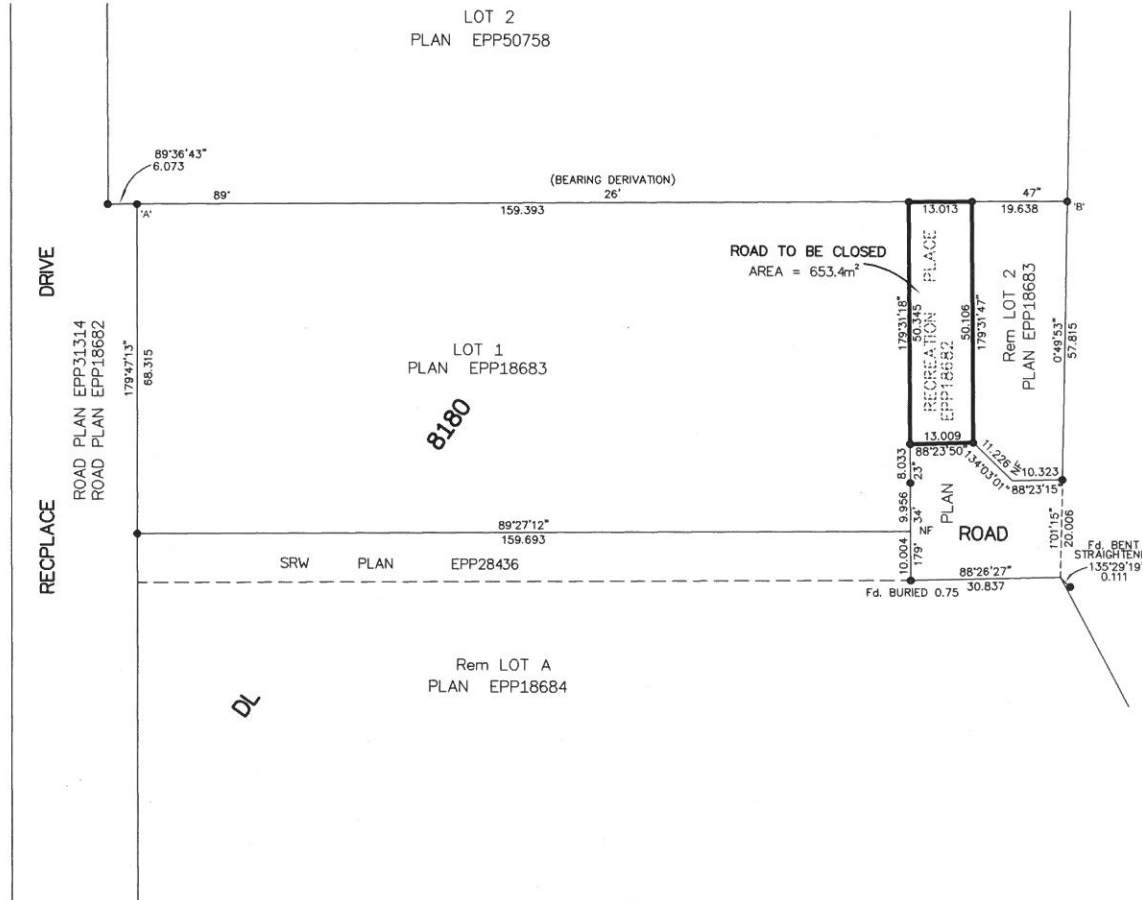 LOT 2
PLAN EPP50758
89°36'43"
6.073
(BEARING DERIVATION)
89° 26' 47"
'A' 159.393 13.013 19.638 'B'
ROAD TO BE CLOSED
AREA = 653.4m²
RECREATION PLACE
EPP18682
179°31'18"
50.345
50.106
179°31'47"
Rem LOT 2
PLAN EPP18683
0°49'53"
57.815
RECPLACE DRIVE
ROAD PLAN EPP31314
ROAD PLAN EPP18682
179°47'13"
68.315
LOT 1
PLAN EPP18683
8180
13.009
88°23'50"
11.226
134°03'01"
NF
10.323
88°23'15"
8.033
23"
9.956
34'
10.004
179°
PLAN
NF
ROAD
1°01'15"
20.006
89°27'12"
159.693
SRW PLAN EPP28436
Fd. BENT
135°29'19
0.111
88°26'27"
30.837
Fd. BURIED 0.75
Rem LOT A
PLAN EPP18684
DL